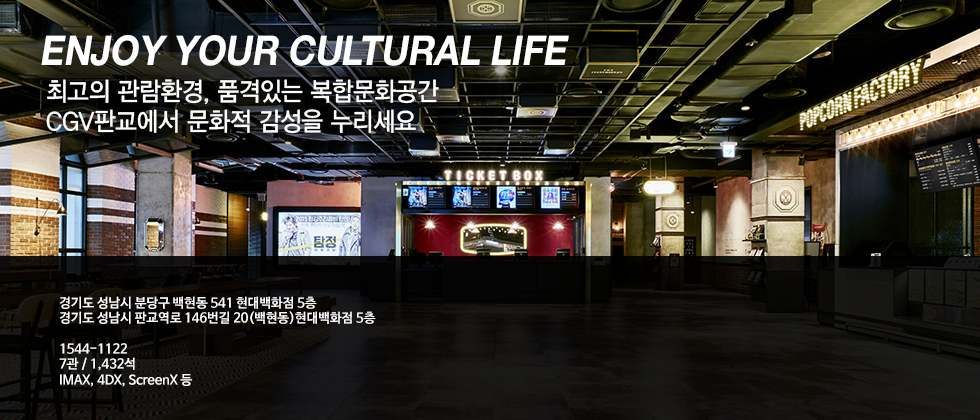 ENJOY YOUR CULTURAL LIFE
최고의 관람환경, 품격있는 복합문화공간
CGV판교에서 문화적 감성을 누리세요
POPCORN FACTORY
TICKET BOX
탐정
경기도 성남시 분당구 백현동 541 현대백화점 5층
경기도 성남시 판교역로 146번길 20(백현동)현대백화점 5층
1544-1122
7관 / 1,432석
IMAX, 4DX, ScreenX 등